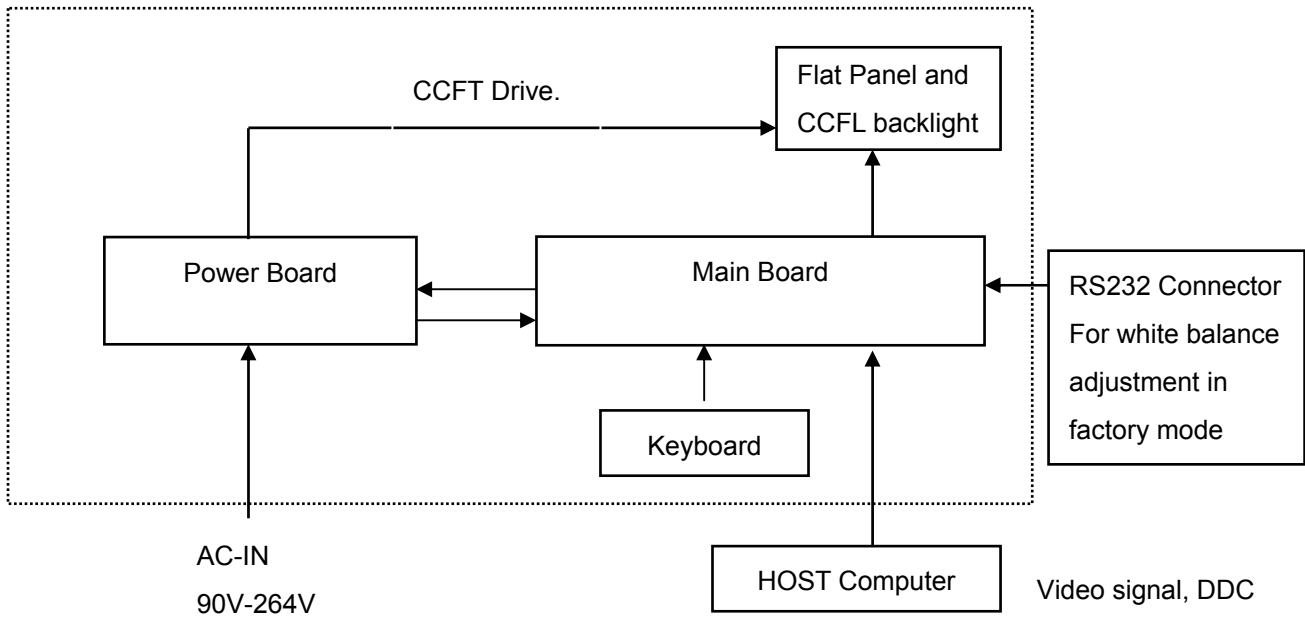 CCFT Drive.
Flat Panel and
CCFL backlight
Power Board
Main Board
RS232 Connector
For white balance
adjustment in
factory mode
Keyboard
AC-IN
90V-264V
HOST Computer
Video signal, DDC